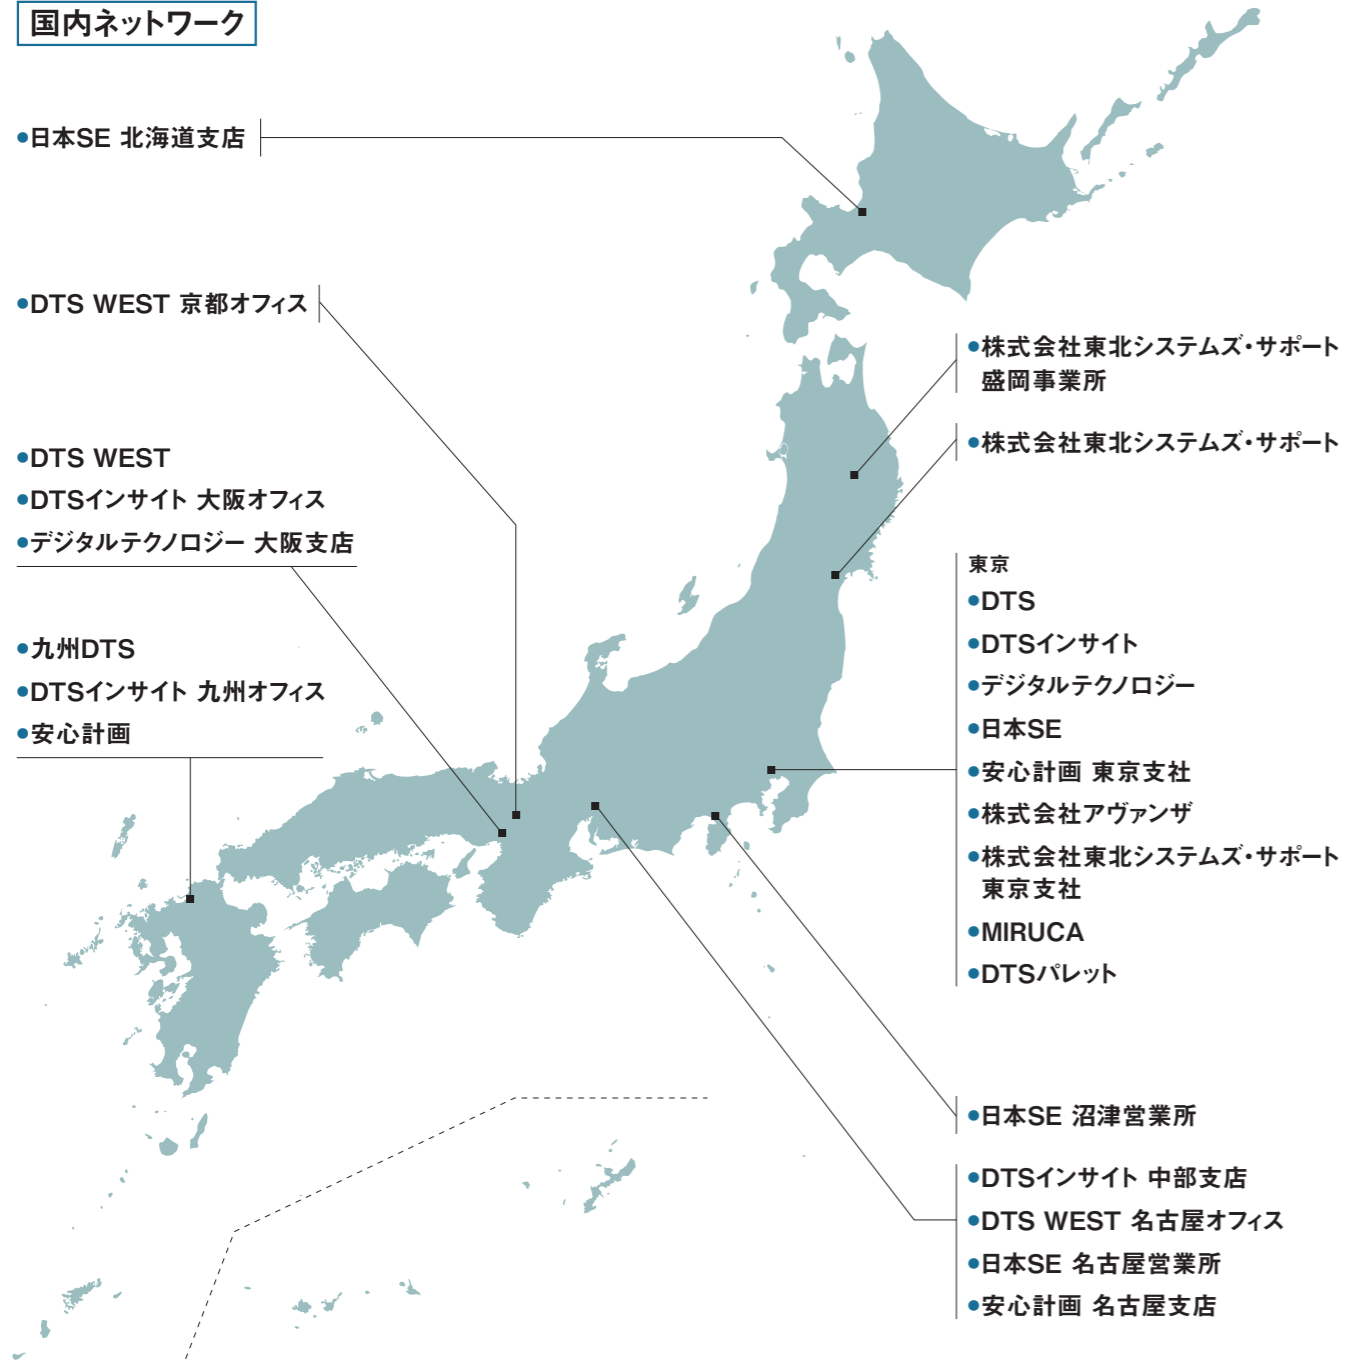 国内ネットワーク
●日本SE 北海道支店
●DTS WEST 京都オフィス
●DTS WEST
●DTSインサイト 大阪オフィス
●デジタルテクノロジー 大阪支店
●九州DTS
●DTSインサイト 九州オフィス
●安心計画
●株式会社東北システムズ・サポート
盛岡事業所
●株式会社東北システムズ・サポート
東京
●DTS
●DTSインサイト
●デジタルテクノロジー
●日本SE
●安心計画 東京支社
●株式会社アヴァンザ
●株式会社東北システムズ・サポート
東京支社
●MIRUCA
●DTSパレット
●日本SE 沼津営業所
●DTSインサイト 中部支店
●DTS WEST 名古屋オフィス
●日本SE 名古屋営業所
●安心計画 名古屋支店